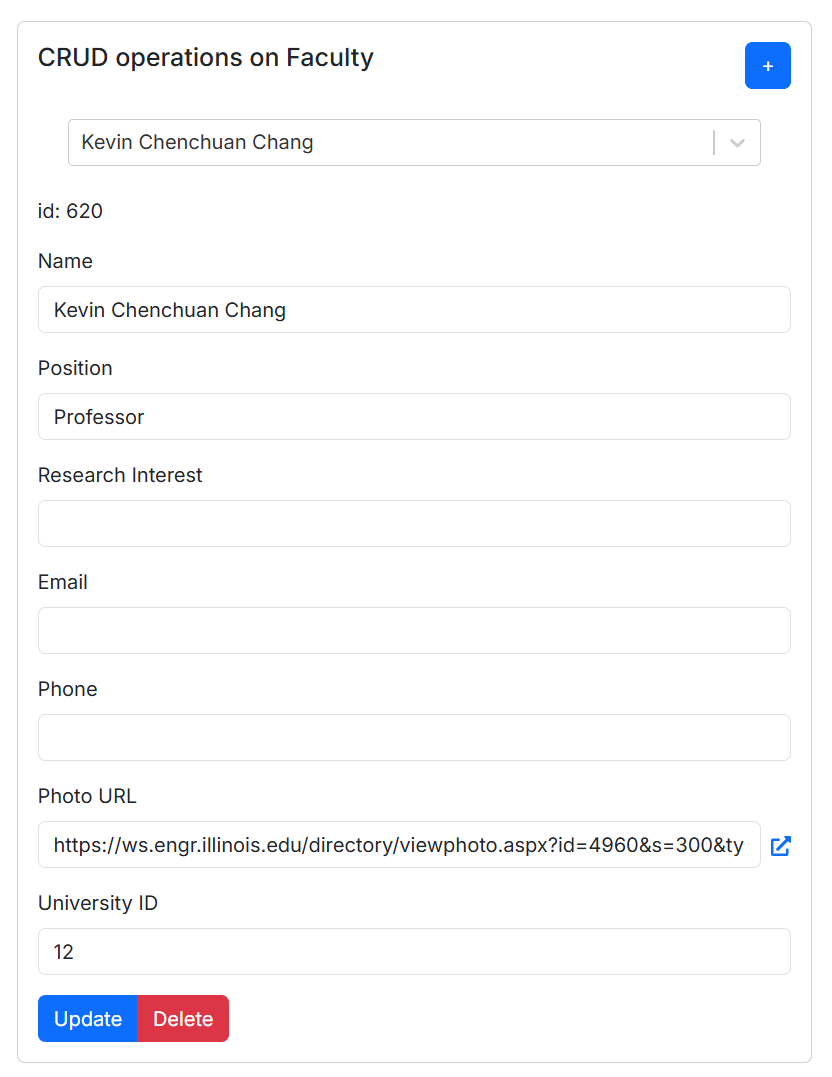 CRUD operations on Faculty
+
Kevin Chenchuan Chang
id: 620
Name
Kevin Chenchuan Chang
Position
Professor
Research Interest
Email
Phone
Photo URL
https://ws.engr.illinois.edu/directory/viewphoto.aspx?id=4960&s=300&ty
University ID
12
Update Delete